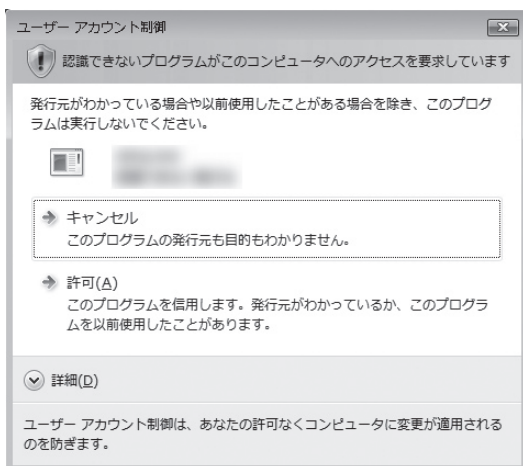 ユーザー アカウント制御
認識できないプログラムがこのコンピュータへのアクセスを要求しています
発行元がわかっている場合や以前使用したことがある場合を除き、このプログ
ラムは実行しないでください。
キャンセル
このプログラムの発行元も目的もわかりません。
許可(A)
このプログラムを信用します。発行元がわかっているか、このプログラ
ムを以前使用したことがあります。
詳細(D)
ユーザー アカウント制御は、あなたの許可なくコンピュータに変更が適用される
のを防ぎます。